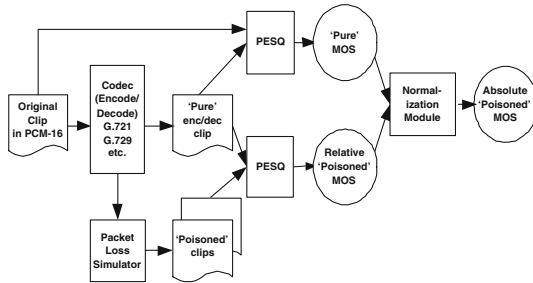 PESQ
'Pure'
MOS
Original
Clip
in PCM-16
Codec
(Encode/
Decode)
G.721
G.729
etc.
'Pure'
enc/dec
clip
PESQ
Relative
'Poisoned'
MOS
Normal-
ization
Module
Absolute
'Poisoned'
MOS
Packet
Loss
Simulator
'Poisoned'
clips